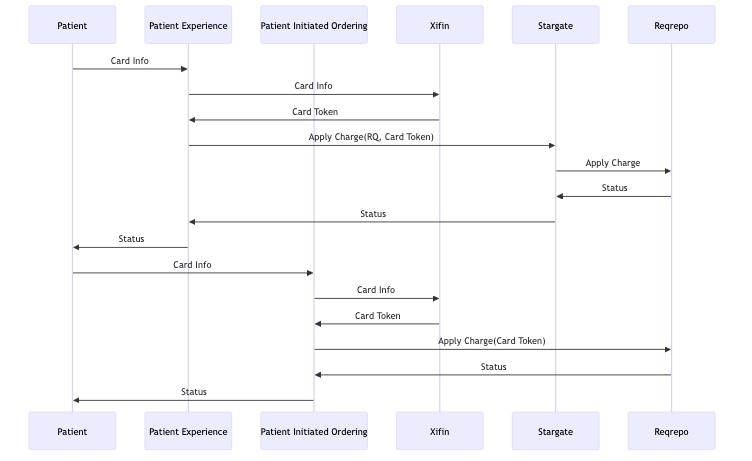 Patient Patient Experience Patient Initiated Ordering Xifin Stargate Reqrepo
Card Info
Card Info
Card Token
Apply Charge(RQ, Card Token)
Apply Charge
Status
Status
Status
Card Info
Card Info
Card Token
Apply Charge(Card Token)
Status
Status
Patient Patient Experience Patient Initiated Ordering Xifin Stargate Reqrepo